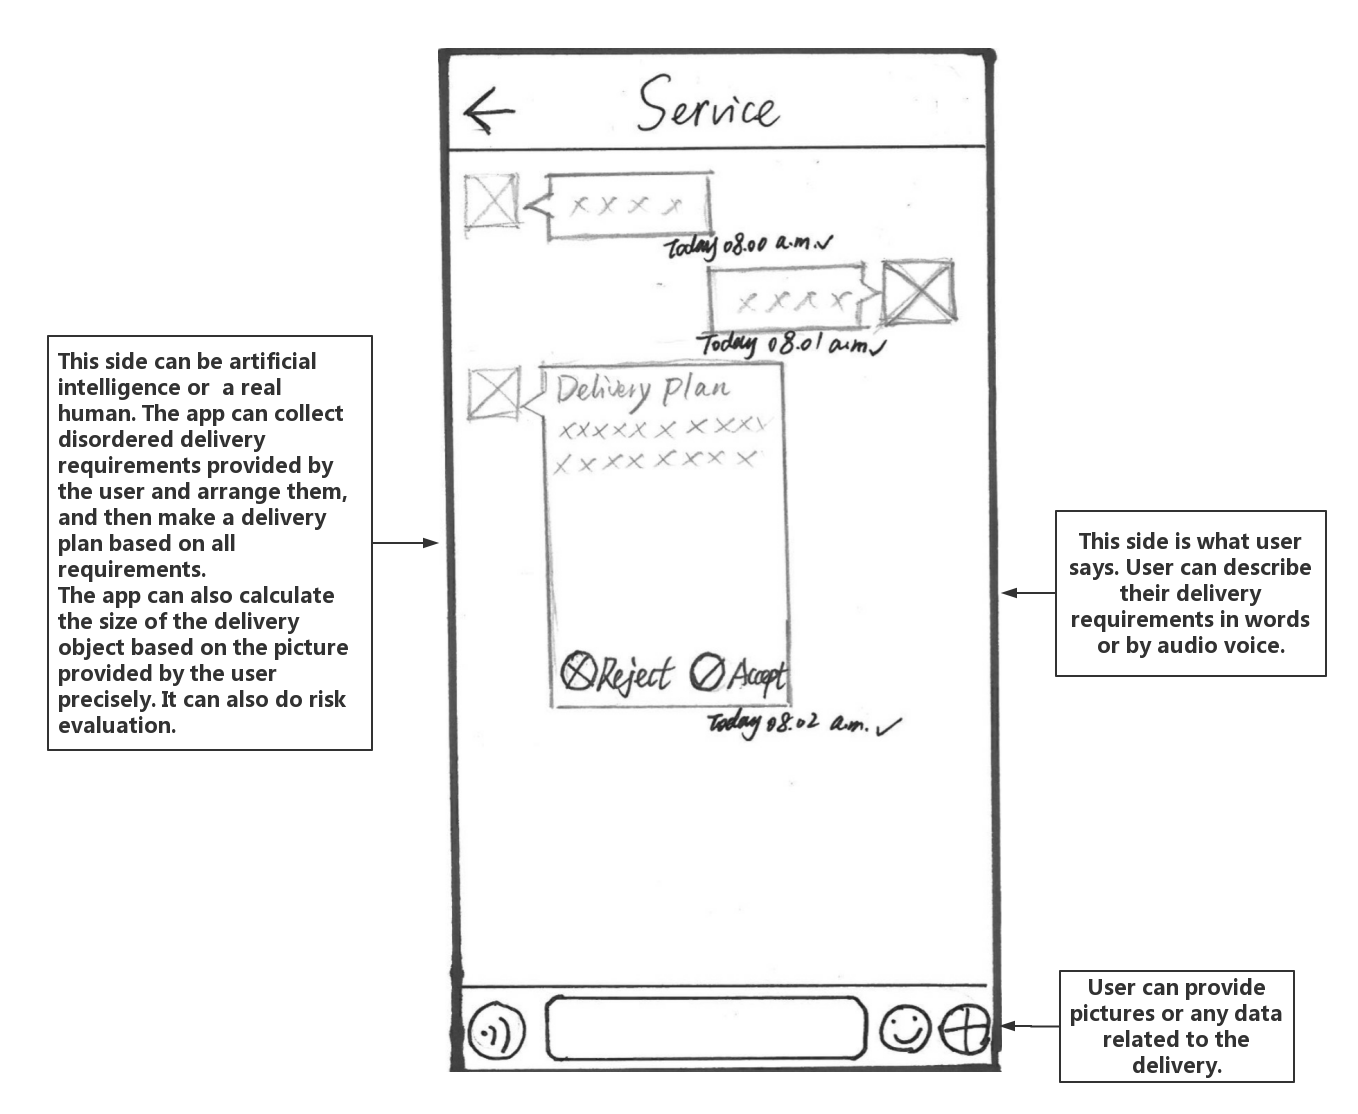 Service
x x x x
Today 08.00 a.m.
x x x x
Today 08.01 a.m.
Delivery Plan
xxxxx x xxxx
x xxx xxx x
Reject Accept
Today 08.02 a.m.
This side can be artificial
intelligence or a real
human. The app can collect
disordered delivery
requirements provided by
the user and arrange them,
and then make a delivery
plan based on all
requirements.
The app can also calculate
the size of the delivery
object based on the picture
provided by the user
precisely. It can also do risk
evaluation.
This side is what user
says. User can describe
their delivery
requirements in words
or by audio voice.
User can provide
pictures or any data
related to the
delivery.